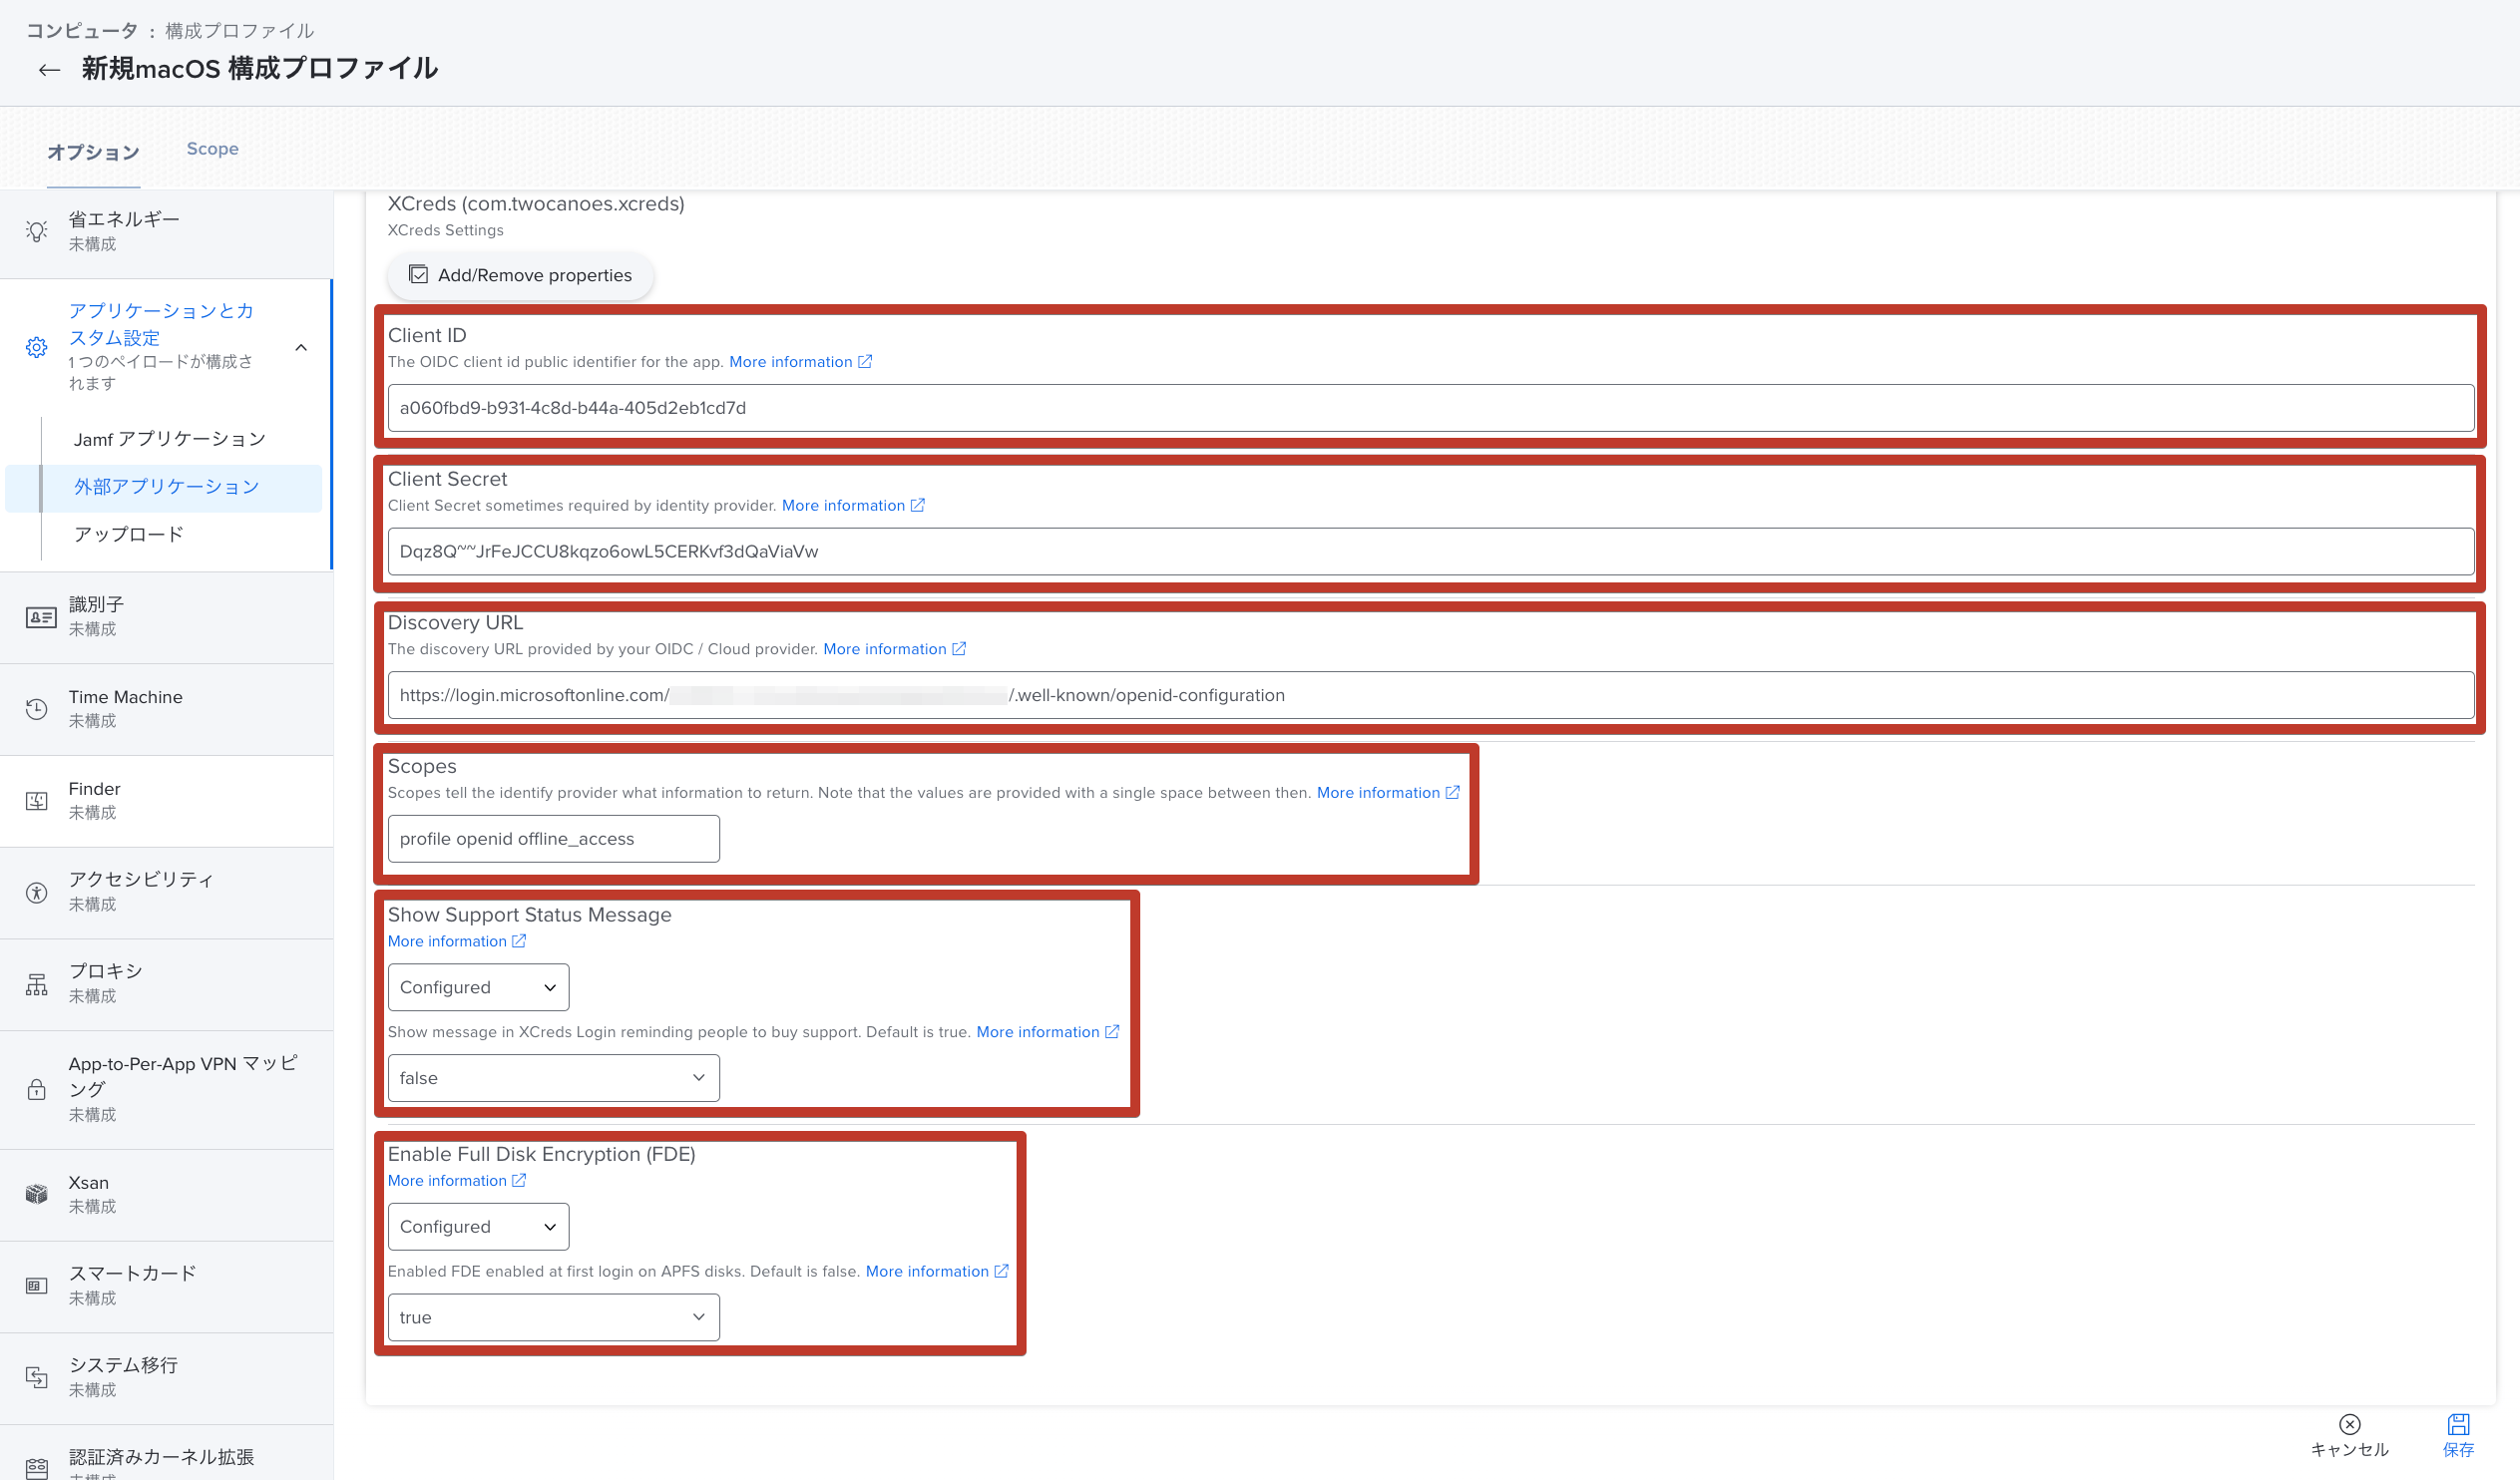 コンピュータ : 構成プロファイル
← 新規macOS 構成プロファイル
オプション Scope
省エネルギー
未構成
アプリケーションとカ
スタム設定
1 つのペイロードが構成さ
れます
Jamf アプリケーション
外部アプリケーション
アップロード
識別子
未構成
Time Machine
未構成
Finder
未構成
アクセシビリティ
未構成
プロキシ
未構成
App-to-Per-App VPN マッピ
ング
未構成
Xsan
未構成
スマートカード
未構成
システム移行
未構成
認証済みカーネル拡張
XCreds (com.twocanoes.xcreds)
XCreds Settings
Add/Remove properties
Client ID
The OIDC client id public identifier for the app. More information
a060fbd9-b931-4c8d-b44a-405d2eb1cd7d
Client Secret
Client Secret sometimes required by identity provider. More information
Dqz8Q~~JrFeJCCU8kqzo6owL5CERKvf3dQaViaVw
Discovery URL
The discovery URL provided by your OIDC / Cloud provider. More information
https://login.microsoftonline.com/ /.well-known/openid-configuration
Scopes
Scopes tell the identify provider what information to return. Note that the values are provided with a single space between then. More information
profile openid offline_access
Show Support Status Message
More information
Configured
Show message in XCreds Login reminding people to buy support. Default is true. More information
false
Enable Full Disk Encryption (FDE)
More information
Configured
Enabled FDE enabled at first login on APFS disks. Default is false. More information
true
キャンセル 保存